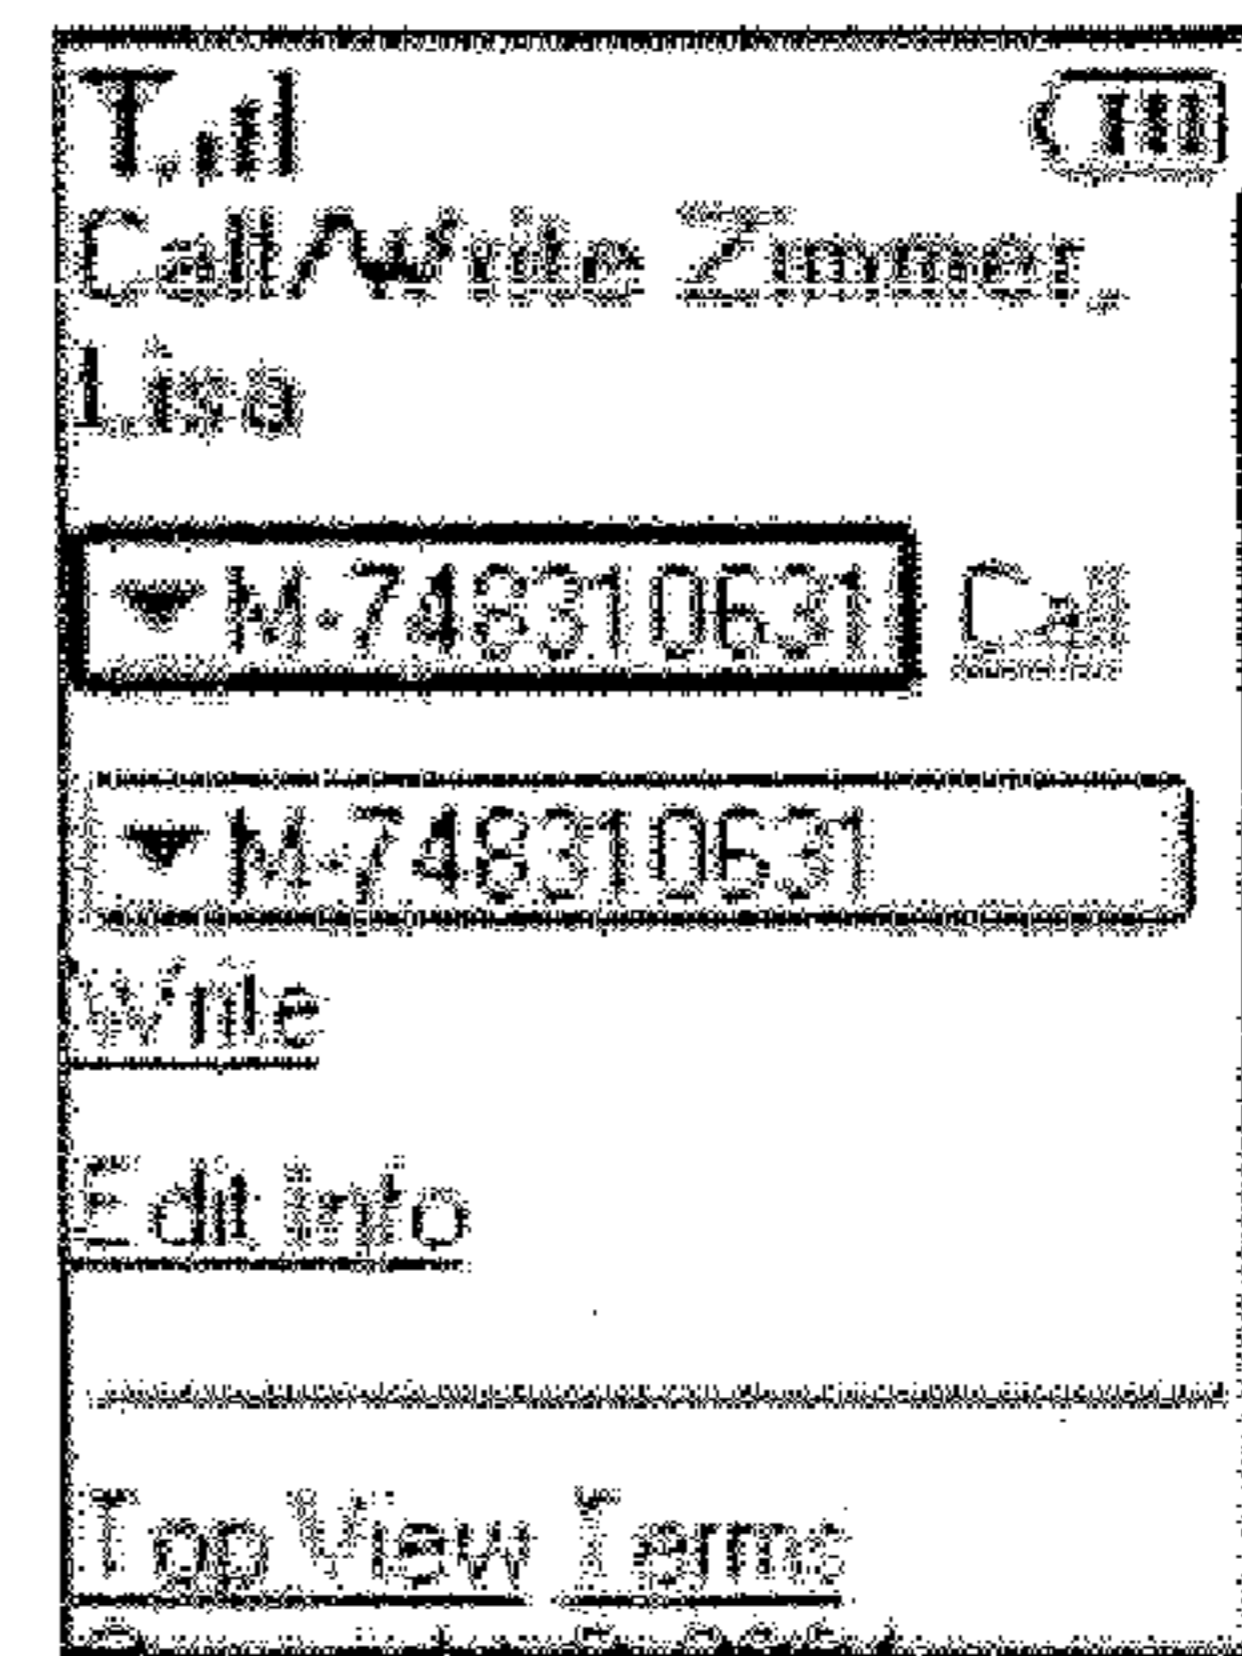 Call/Write Zimmer,
Lisa
M-748310631 Call
M-748310631
Write
Edit Info
Top View Terms